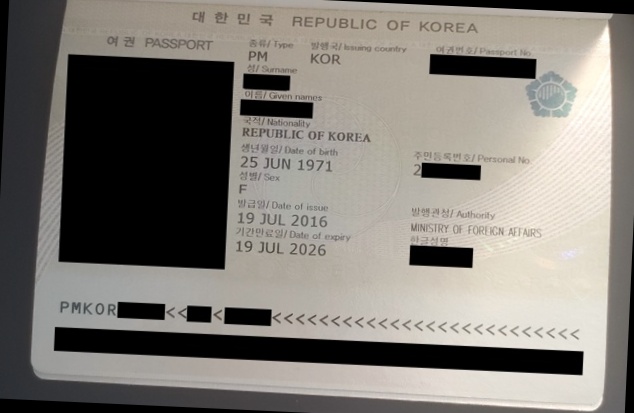 대한민국 REPUBLIC OF KOREA
여권 PASSPORT
종류/ Type 발행국/ Issuing country 여권번호/ Passport No.
PM KOR
성/ Surname
이름/ Given names
국적/ Nationality
REPUBLIC OF KOREA
생년월일/ Date of birth 주민등록번호/ Personal No.
25 JUN 1971 2
성별/ Sex
F
발급일/ Date of issue 발행관청/ Authority
19 JUL 2016 MINISTRY OF FOREIGN AFFAIRS
기간만료일/ Date of expiry 한글성명
19 JUL 2026
PMKOR<<<<<<<<<<<<<<<<<<<<<<<<<<<<<